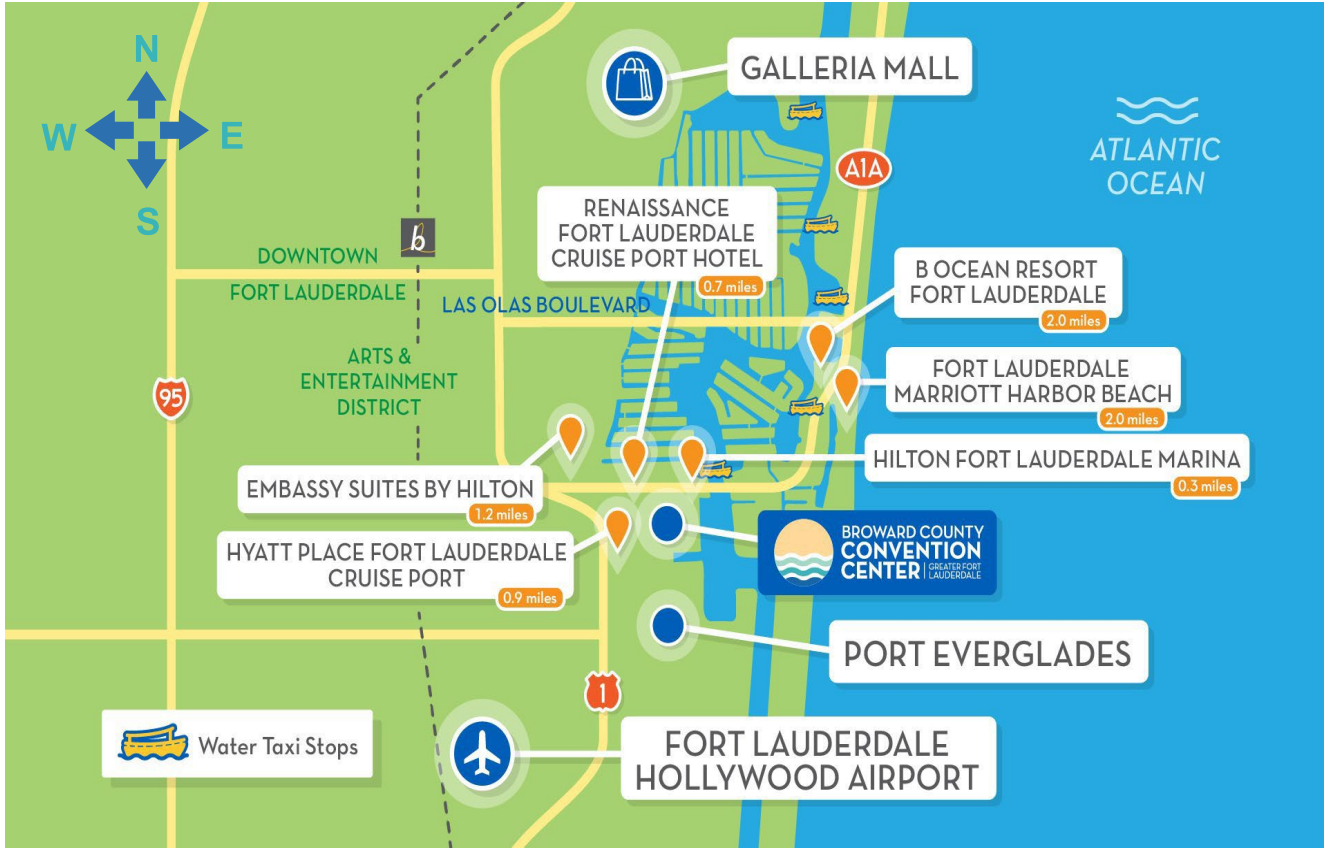 N
W
E
S
GALLERIA MALL
ATLANTIC
OCEAN
A1A
RENAISSANCE
FORT LAUDERDALE
CRUISE PORT HOTEL
0.7 miles
b
DOWNTOWN
FORT LAUDERDALE
LAS OLAS BOULEVARD
B OCEAN RESORT
FORT LAUDERDALE
2.0 miles
ARTS &
ENTERTAINMENT
DISTRICT
95
FORT LAUDERDALE
MARRIOTT HARBOR BEACH
2.0 miles
HILTON FORT LAUDERDALE MARINA
0.3 miles
EMBASSY SUITES BY HILTON
1.2 miles
HYATT PLACE FORT LAUDERDALE
CRUISE PORT
0.9 miles
BROWARD COUNTY
CONVENTION
CENTER GREATER FORT
LAUDERDALE
PORT EVERGLADES
1
Water Taxi Stops
FORT LAUDERDALE
HOLLYWOOD AIRPORT